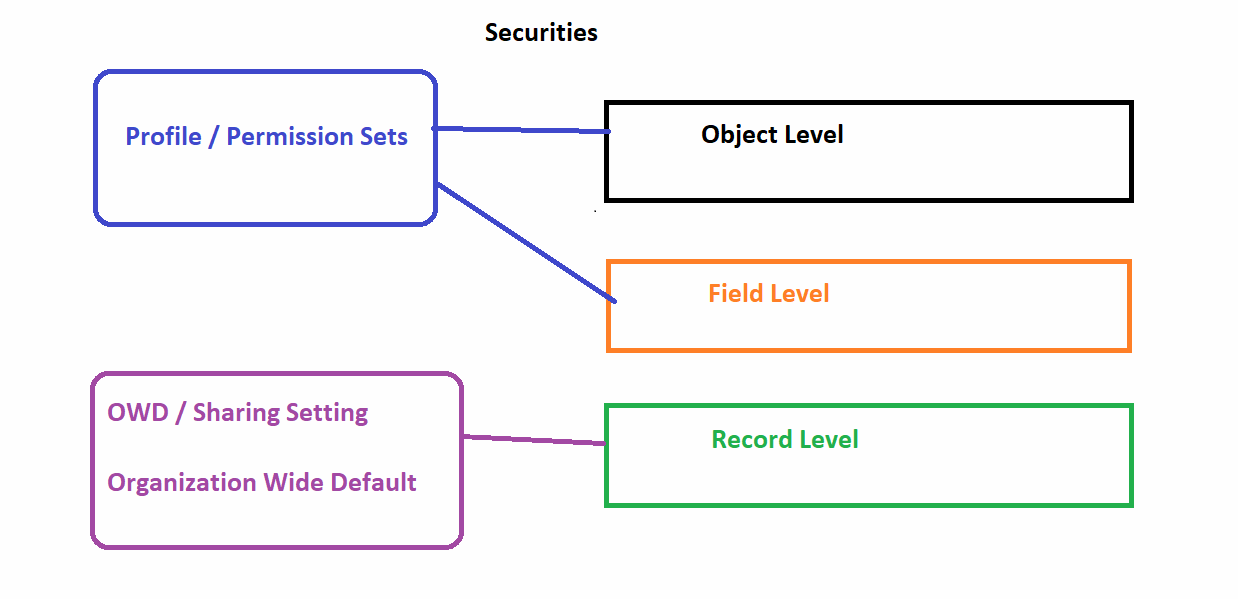 Securities
Profile / Permission Sets
Object Level
Field Level
OWD / Sharing Setting
Organization Wide Default
Record Level